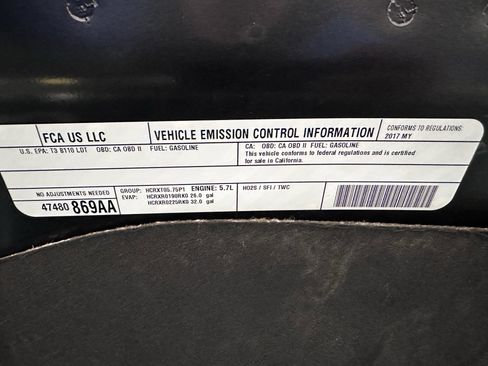 FCA US LLC
VEHICLE EMISSION CONTROL INFORMATION
CONFORMS TO REGULATIONS:
2017 MY
U.S. EPA: T3 B110 LDT OBD: CA OBD II FUEL: GASOLINE
CA: OBD: CA OBD II FUEL: GASOLINE
This vehicle conforms to federal regulations and is certified
for sale in California.
NO ADJUSTMENTS NEEDED
47480 869AA
GROUP: HCRXT05.75P1 ENGINE: 5.7L
EVAP: HCRXR0190RK0 26.0 gal
HCRXR0225RK0 32.0 gal
HO2S / SFI / TWC